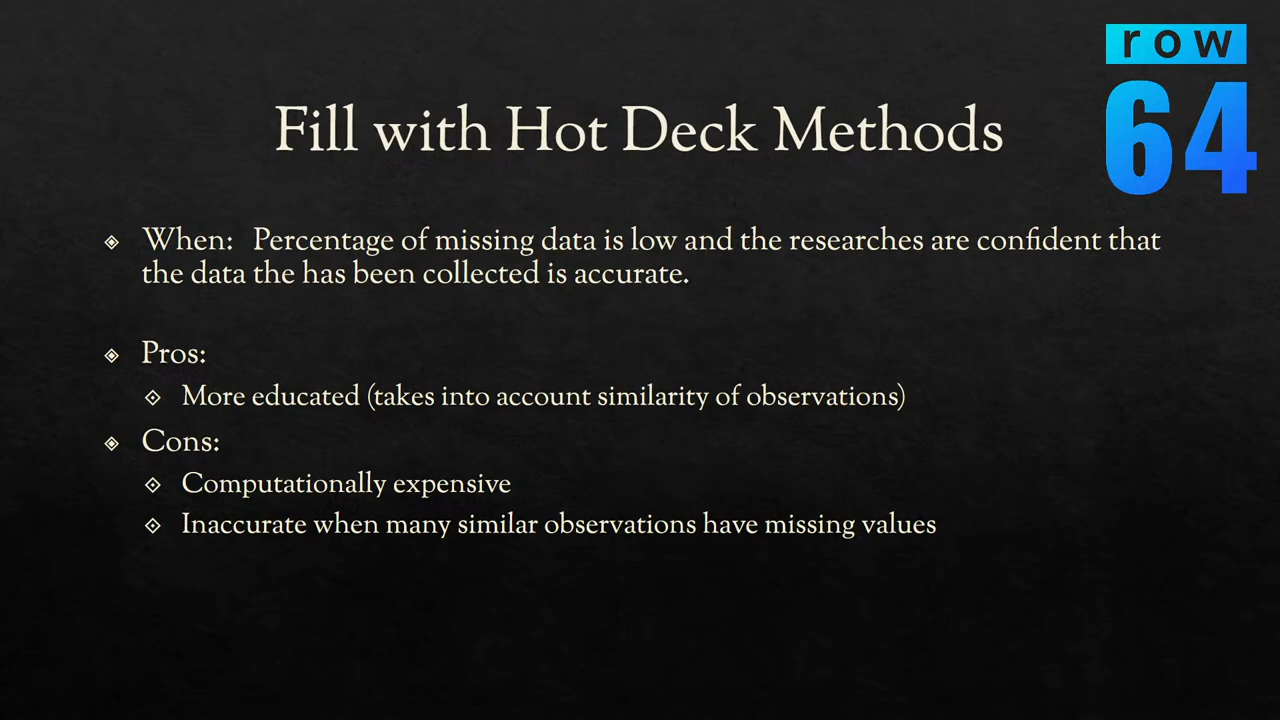 row
64
Fill with Hot Deck Methods
When: Percentage of missing data is low and the researches are confident that
the data the has been collected is accurate.
Pros:
More educated (takes into account similarity of observations)
Cons:
Computationally expensive
Inaccurate when many similar observations have missing values